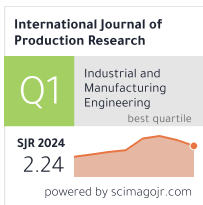 International Journal of
Production Research
Q1
Industrial and
Manufacturing
Engineering
best quartile
SJR 2024
2.24
powered by scimagojr.com